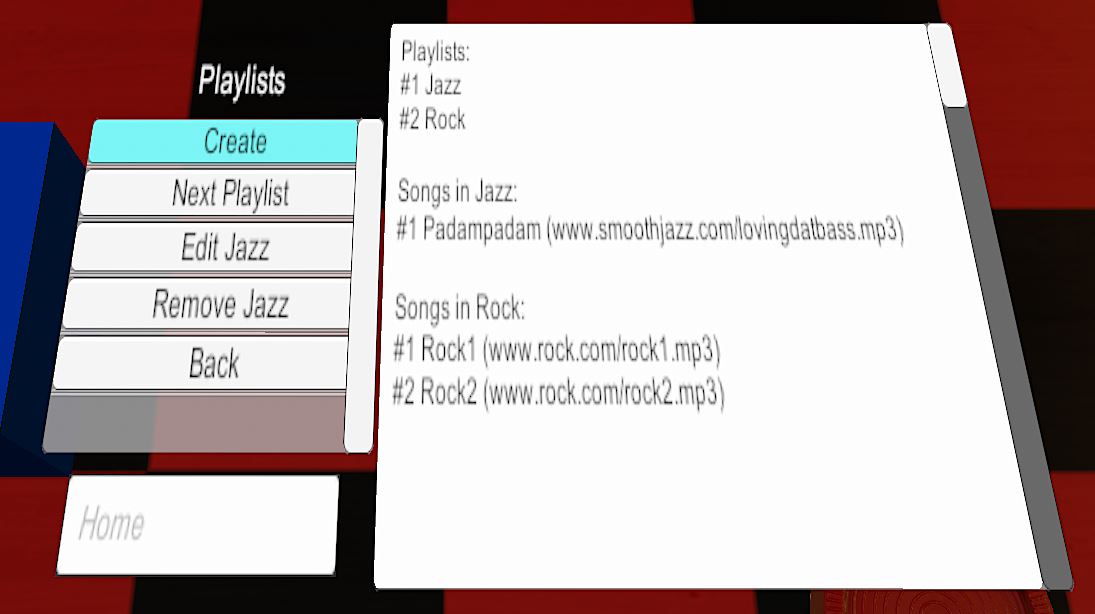 Playlists
Create
Next Playlist
Edit Jazz
Remove Jazz
Back
Home
Playlists:
#1 Jazz
#2 Rock
Songs in Jazz:
#1 Padampadam (www.smoothjazz.com/lovingdatbass.mp3)
Songs in Rock:
#1 Rock1 (www.rock.com/rock1.mp3)
#2 Rock2 (www.rock.com/rock2.mp3)